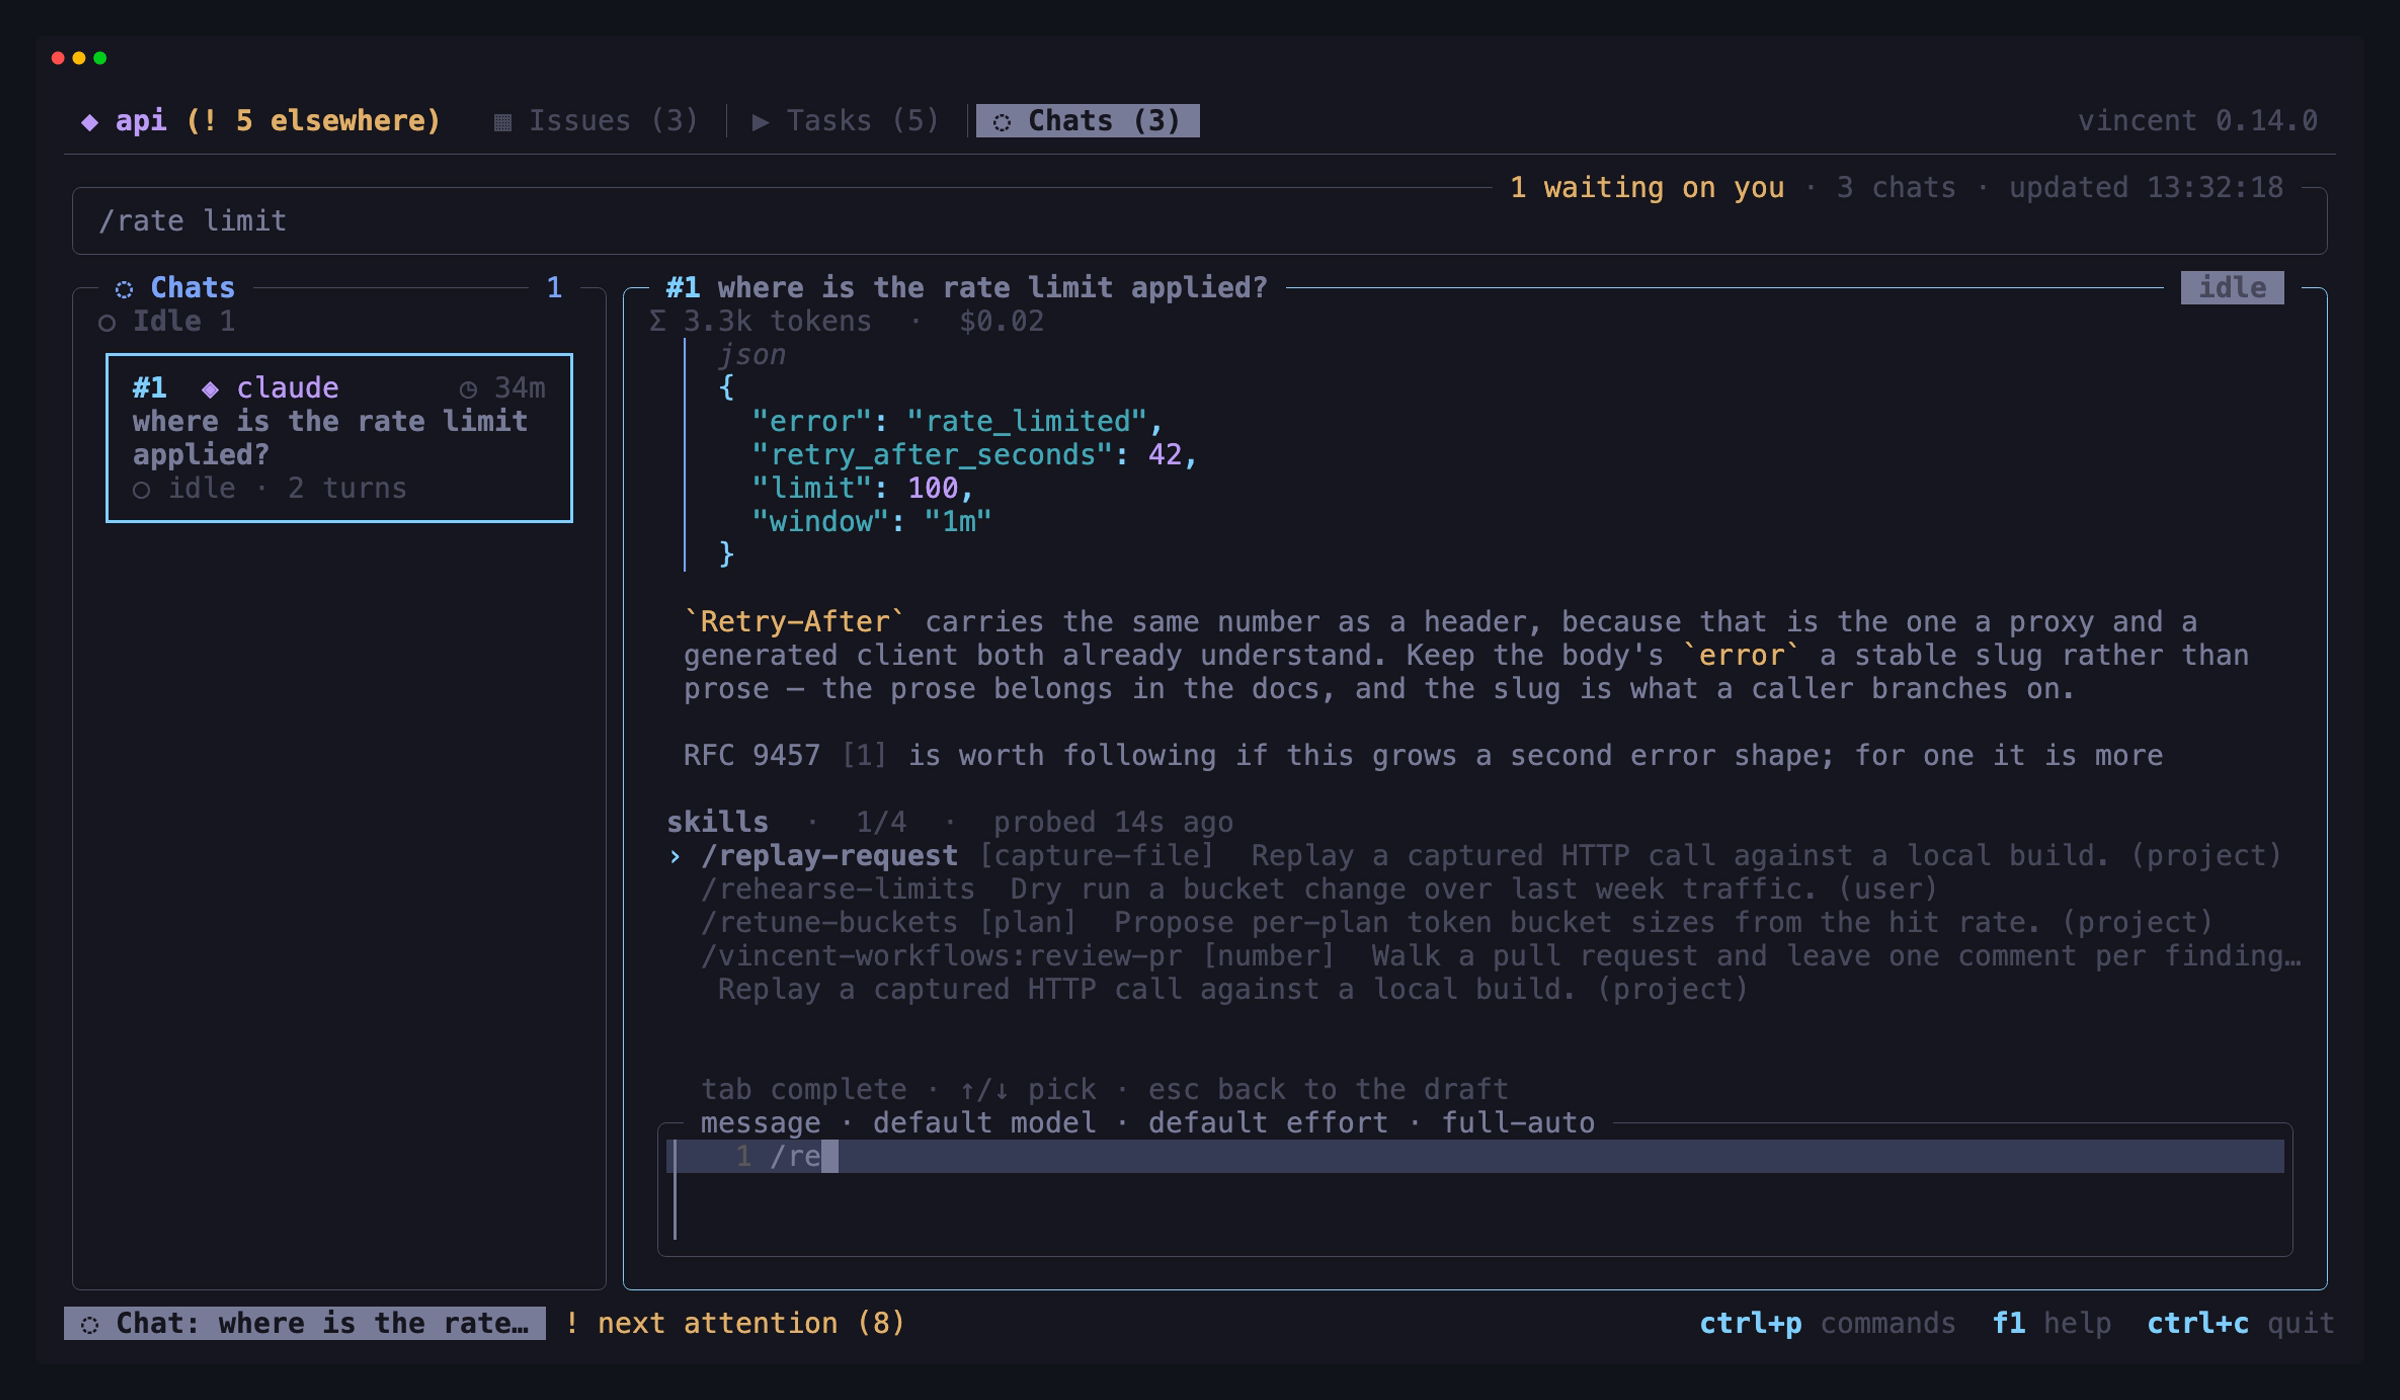 ◆ api (! 5 elsewhere) ▦ Issues (3) ▶ Tasks (5) ◌ Chats (3) vincent 0.14.0
1 waiting on you · 3 chats · updated 13:32:18
/rate limit
◌ Chats 1
○ Idle 1
#1 ◈ claude ◷ 34m
where is the rate limit
applied?
○ idle · 2 turns
#1 where is the rate limit applied? idle
Σ 3.3k tokens · $0.02
json
{
"error": "rate_limited",
"retry_after_seconds": 42,
"limit": 100,
"window": "1m"
}
`Retry-After` carries the same number as a header, because that is the one a proxy and a
generated client both already understand. Keep the body's `error` a stable slug rather than
prose — the prose belongs in the docs, and the slug is what a caller branches on.
RFC 9457 [1] is worth following if this grows a second error shape; for one it is more
skills · 1/4 · probed 14s ago
› /replay-request [capture-file] Replay a captured HTTP call against a local build. (project)
/rehearse-limits Dry run a bucket change over last week traffic. (user)
/retune-buckets [plan] Propose per-plan token bucket sizes from the hit rate. (project)
/vincent-workflows:review-pr [number] Walk a pull request and leave one comment per finding…
Replay a captured HTTP call against a local build. (project)
tab complete · ↑/↓ pick · esc back to the draft
message · default model · default effort · full-auto
1 /re
◌ Chat: where is the rate… ! next attention (8) ctrl+p commands f1 help ctrl+c quit